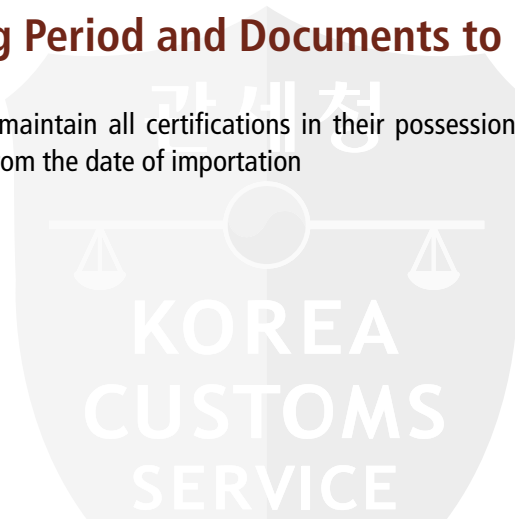 g Period and Documents to
maintain all certifications in their possession
om the date of importation
관세청
KOREA
CUSTOMS
SERVICE